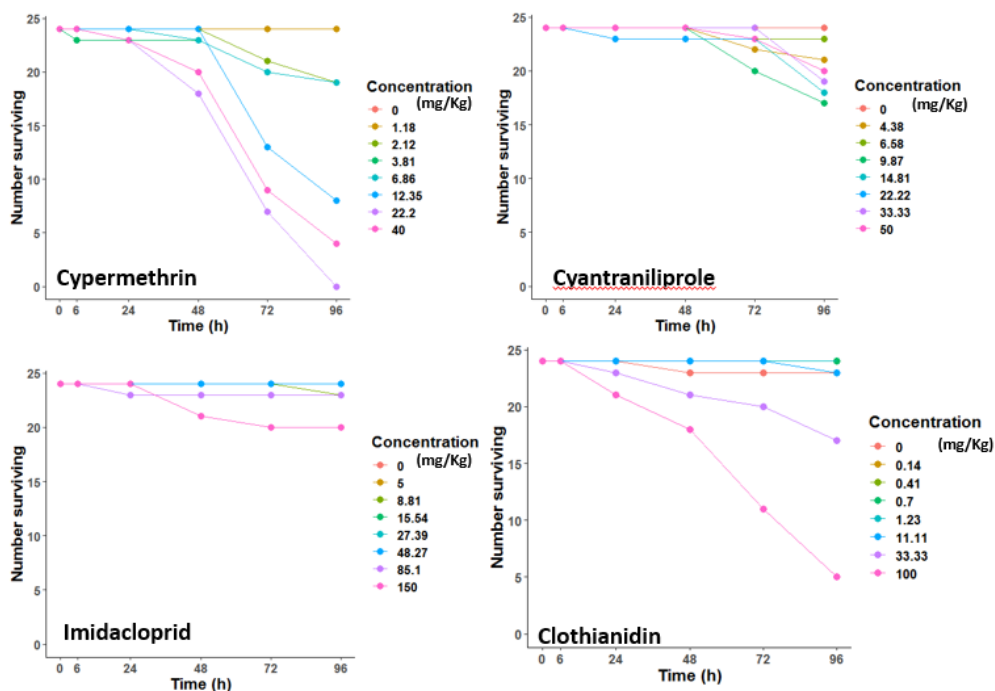 25
20
15
10
5
0
Number surviving
0 6 24 48 72 96
Time (h)
Cypermethrin
Concentration
(mg/Kg)
0
1.18
2.12
3.81
6.86
12.35
22.2
40
25
20
15
10
5
0
Number surviving
0 6 24 48 72 96
Time (h)
Cyantraniliprole
Concentration
(mg/Kg)
0
4.38
6.58
9.87
14.81
22.22
33.33
50
25
20
15
10
5
0
Number surviving
0 6 24 48 72 96
Time (h)
Imidacloprid
Concentration
(mg/Kg)
0
5
8.81
15.54
27.39
48.27
85.1
150
25
20
15
10
5
0
Number surviving
0 6 24 48 72 96
Time (h)
Clothianidin
Concentration
(mg/Kg)
0
0.14
0.41
0.7
1.23
11.11
33.33
100